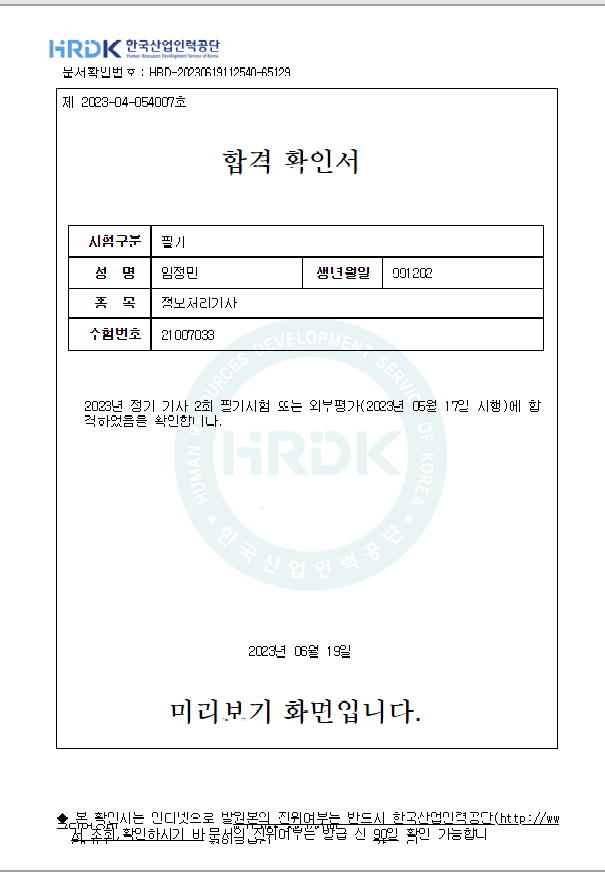 HRDK 한국산업인력공단
Human Resources Development Service of Korea
문서확인번호 : HRD-20230619112540-65129
제 2023-04-054007호
합격 확인서
시험구분 필기
성 명 임정민 생년월일 991202
종 목 정보처리기사
수험번호 21007033
2023년 정기 기사 2회 필기시험 또는 외부평가(2023년 05월 17일 시행)에 합
격하였음을 확인합니다.
HUMAN RESOURCES DEVELOPMENT SERVICE OF KOREA
HRDK
한국산업인력공단
2023년 06월 19일
미리보기 화면입니다.
◆ 본 확인서는 인터넷으로 발 원본의 진위여부는 반드시 한국산업인력공단(http://ww
서 조회,확인하시기 바 문서의 진위여부는 발급 신 90일 확인 가능합니